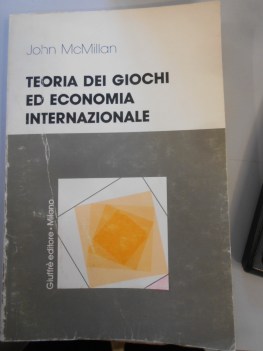 John McMillan
TEORIA DEI GIOCHI
ED ECONOMIA
INTERNAZIONALE
Giuffrè editore • Milano